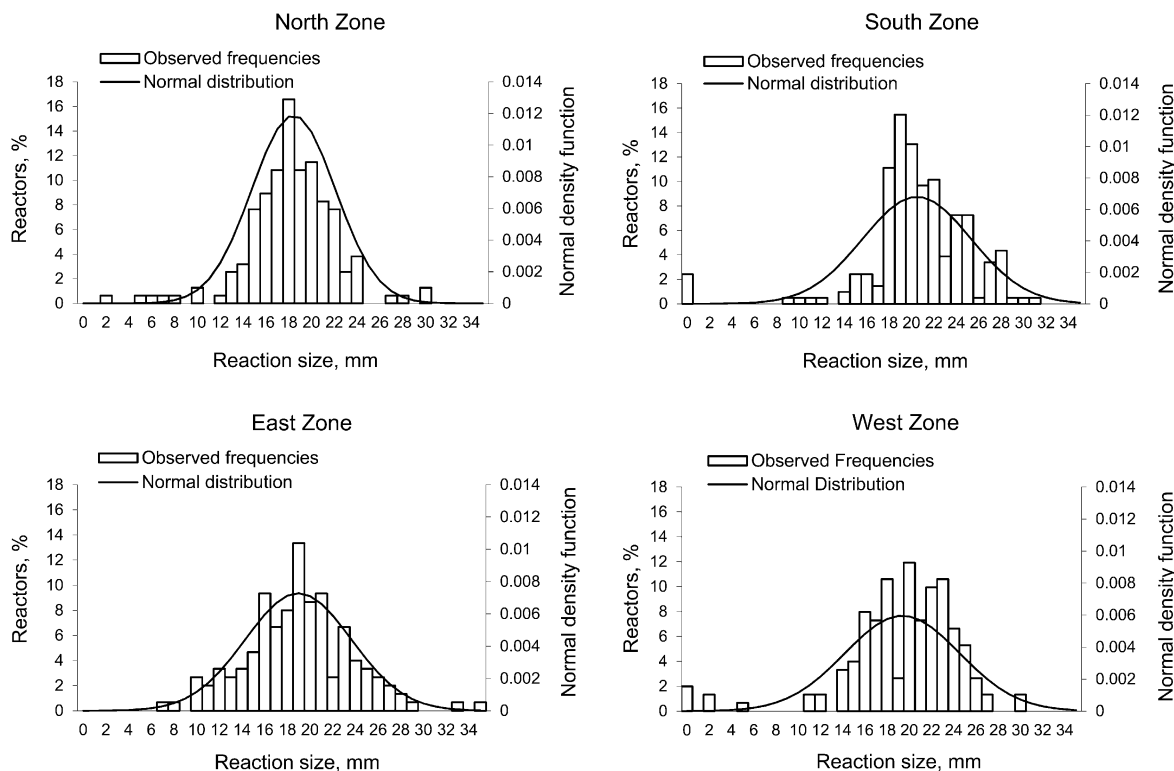 North Zone
Observed frequencies
Normal distribution
18
16
14
12
10
8
6
4
2
0
Reactors, %
0.014
0.012
0.01
0.008
0.006
0.004
0.002
0
Normal density function
0 2 4 6 8 10 12 14 16 18 20 22 24 26 28 30 32 34
Reaction size, mm
South Zone
Observed frequencies
Normal distribution
18
16
14
12
10
8
6
4
2
0
Reactors, %
0.014
0.012
0.01
0.008
0.006
0.004
0.002
0
Normal density function
0 2 4 6 8 10 12 14 16 18 20 22 24 26 28 30 32 34
Reaction size, mm
East Zone
Observed frequencies
Normal distribution
18
16
14
12
10
8
6
4
2
0
Reactors, %
0.014
0.012
0.01
0.008
0.006
0.004
0.002
0
Normal density function
0 2 4 6 8 10 12 14 16 18 20 22 24 26 28 30 32 34
Reaction size, mm
West Zone
Observed Frequencies
Normal Distribution
18
16
14
12
10
8
6
4
2
0
Reactors, %
0.014
0.012
0.01
0.008
0.006
0.004
0.002
0
Normal density function
0 2 4 6 8 10 12 14 16 18 20 22 24 26 28 30 32 34
Reaction size, mm